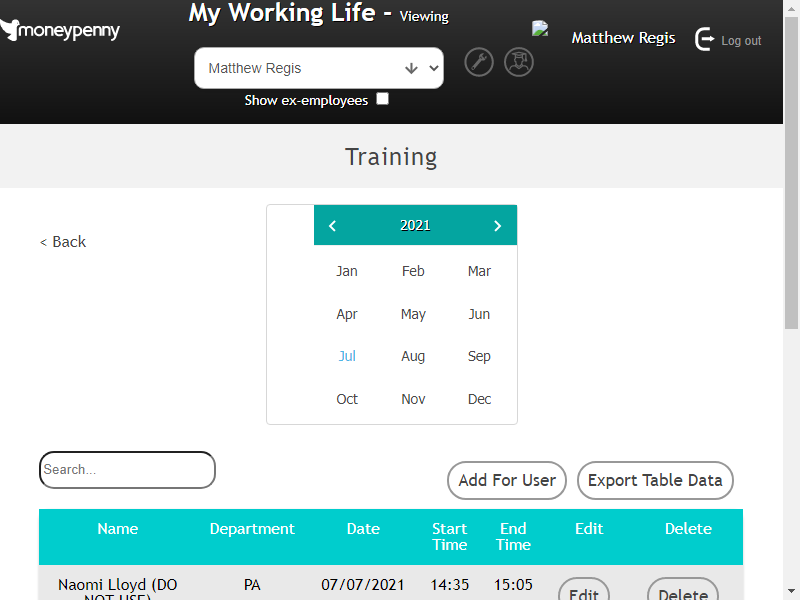 My Working Life - Viewing
moneypenny
Matthew Regis
Log out
Matthew Regis
Show ex-employees
Training
< Back
2021
Jan Feb Mar
Apr May Jun
Jul Aug Sep
Oct Nov Dec
Search...
Add For User
Export Table Data
Name Department Date Start Time End Time Edit Delete
Naomi Lloyd (DO NOT USE) PA 07/07/2021 14:35 15:05 Edit Delete